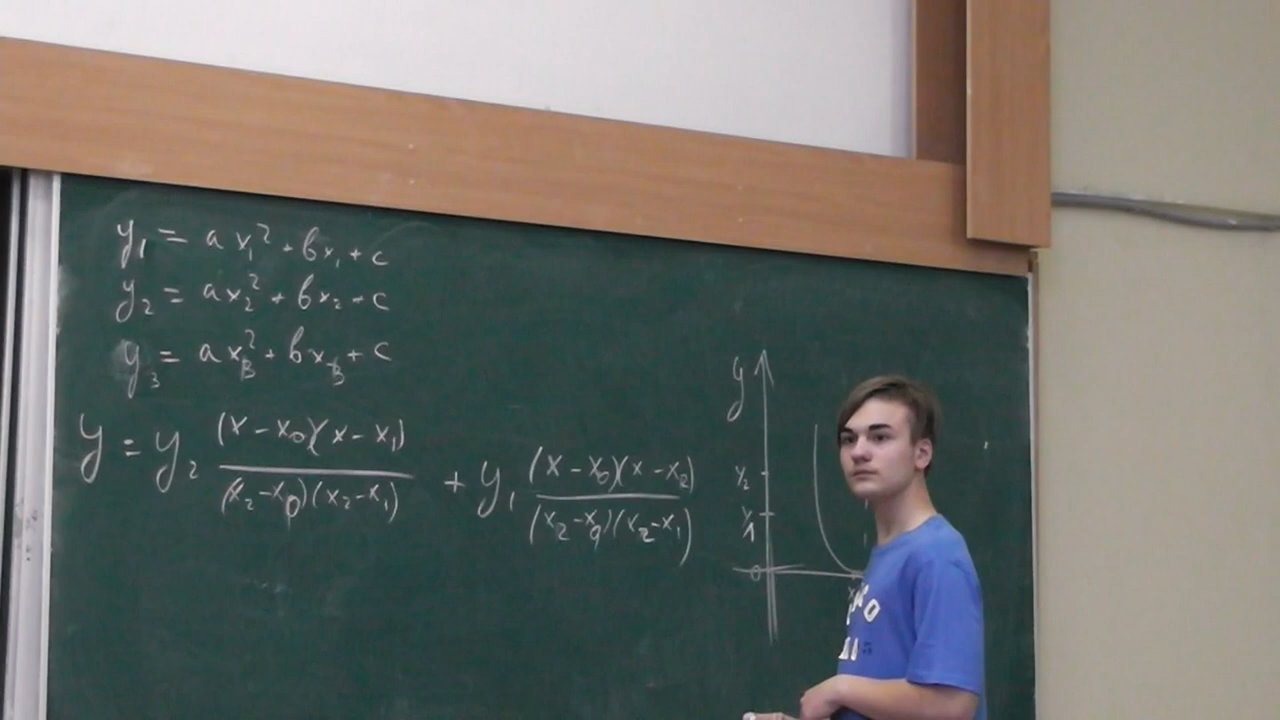 y₁ = ax₁² + bx₁ + c
y₂ = ax₂² + bx₂ + c
y₃ = ax₃² + bx₃ + c
y = y₂ (x - x₀)(x - x₁) / (x₂ - x₀)(x₂ - x₁) + y₁ (x - x₀)(x - x₂) / (x₂ - x₀)(x₂ - x₁)
y
y₂
y₁
0